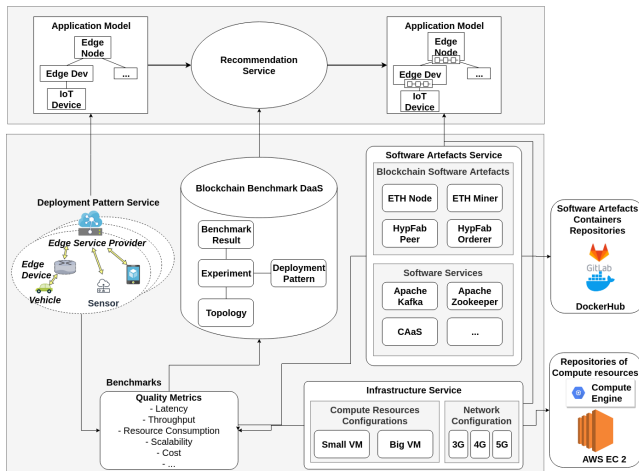 Application Model
Edge
Node
Edge Dev
...
IoT
Device
Recommendation
Service
Application Model
Edge
Node
Edge Dev
...
IoT
Device
Deployment Pattern Service
Edge Service Provider
Edge
Device
Vehicle
Sensor
Blockchain Benchmark DaaS
Benchmark
Result
Experiment
Deployment
Pattern
Topology
Software Artefacts Service
Blockchain Software Artefacts
ETH Node
ETH Miner
HypFab
Peer
HypFab
Orderer
Software Services
Apache
Kafka
Apache
Zookeeper
CAaS
...
Software Artefacts
Containers
Repositories
GitLab
DockerHub
Benchmarks
Quality Metrics
- Latency
- Throughput
- Resource Consumption
- Scalability
- Cost
- ...
Infrastructure Service
Compute Resources
Configurations
Small VM
Big VM
Network
Configuration
3G
4G
5G
Repositories of
Compute resources
Compute
Engine
AWS EC 2